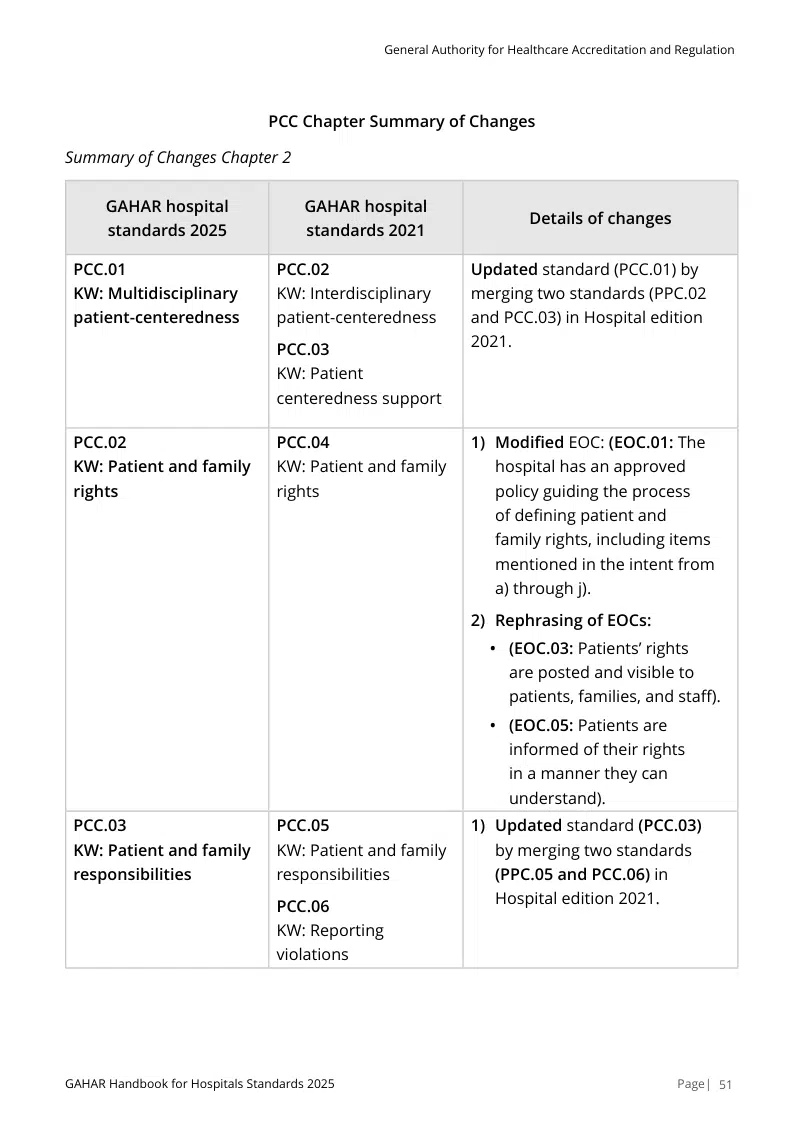 General Authority for Healthcare Accreditation and Regulation
PCC Chapter Summary of Changes
Summary of Changes Chapter 2
GAHAR hospital
standards 2025
GAHAR hospital
standards 2021
Details of changes
PCC.01
KW: Multidisciplinary
patient-centeredness
PCC.02
KW: Interdisciplinary
patient-centeredness
PCC.03
KW: Patient
centeredness support
Updated standard (PCC.01) by
merging two standards (PPC.02
and PCC.03) in Hospital edition
2021.
PCC.02
KW: Patient and family
rights
PCC.04
KW: Patient and family
rights
1) Modified EOC: (EOC.01: The
hospital has an approved
policy guiding the process
of defining patient and
family rights, including items
mentioned in the intent from
a) through j).
2) Rephrasing of EOCs:
• (EOC.03: Patients’ rights
are posted and visible to
patients, families, and staff).
• (EOC.05: Patients are
informed of their rights
in a manner they can
understand).
PCC.03
KW: Patient and family
responsibilities
PCC.05
KW: Patient and family
responsibilities
PCC.06
KW: Reporting
violations
1) Updated standard (PCC.03)
by merging two standards
(PPC.05 and PCC.06) in
Hospital edition 2021.
GAHAR Handbook for Hospitals Standards 2025
Page| 51